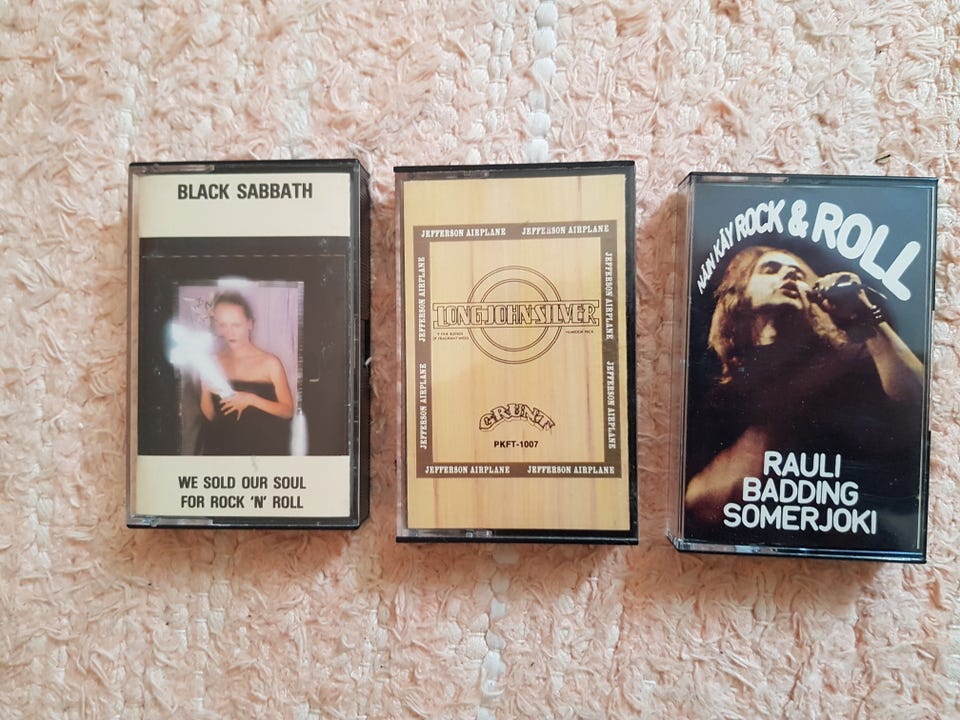 BLACK SABBATH
WE SOLD OUR SOUL
FOR ROCK 'N' ROLL
JEFFERSON AIRPLANE JEFFERSON AIRPLANE
JEFFERSON AIRPLANE
JEFFERSON AIRPLANE
JEFFERSON AIRPLANE
JEFFERSON AIRPLANE
LONG JOHN SILVER
GRUNT
PKFT-1007
JEFFERSON AIRPLANE JEFFERSON AIRPLANE
NÄIN KÄY ROCK & ROLL
RAULI
BADDING
SOMERJOKI